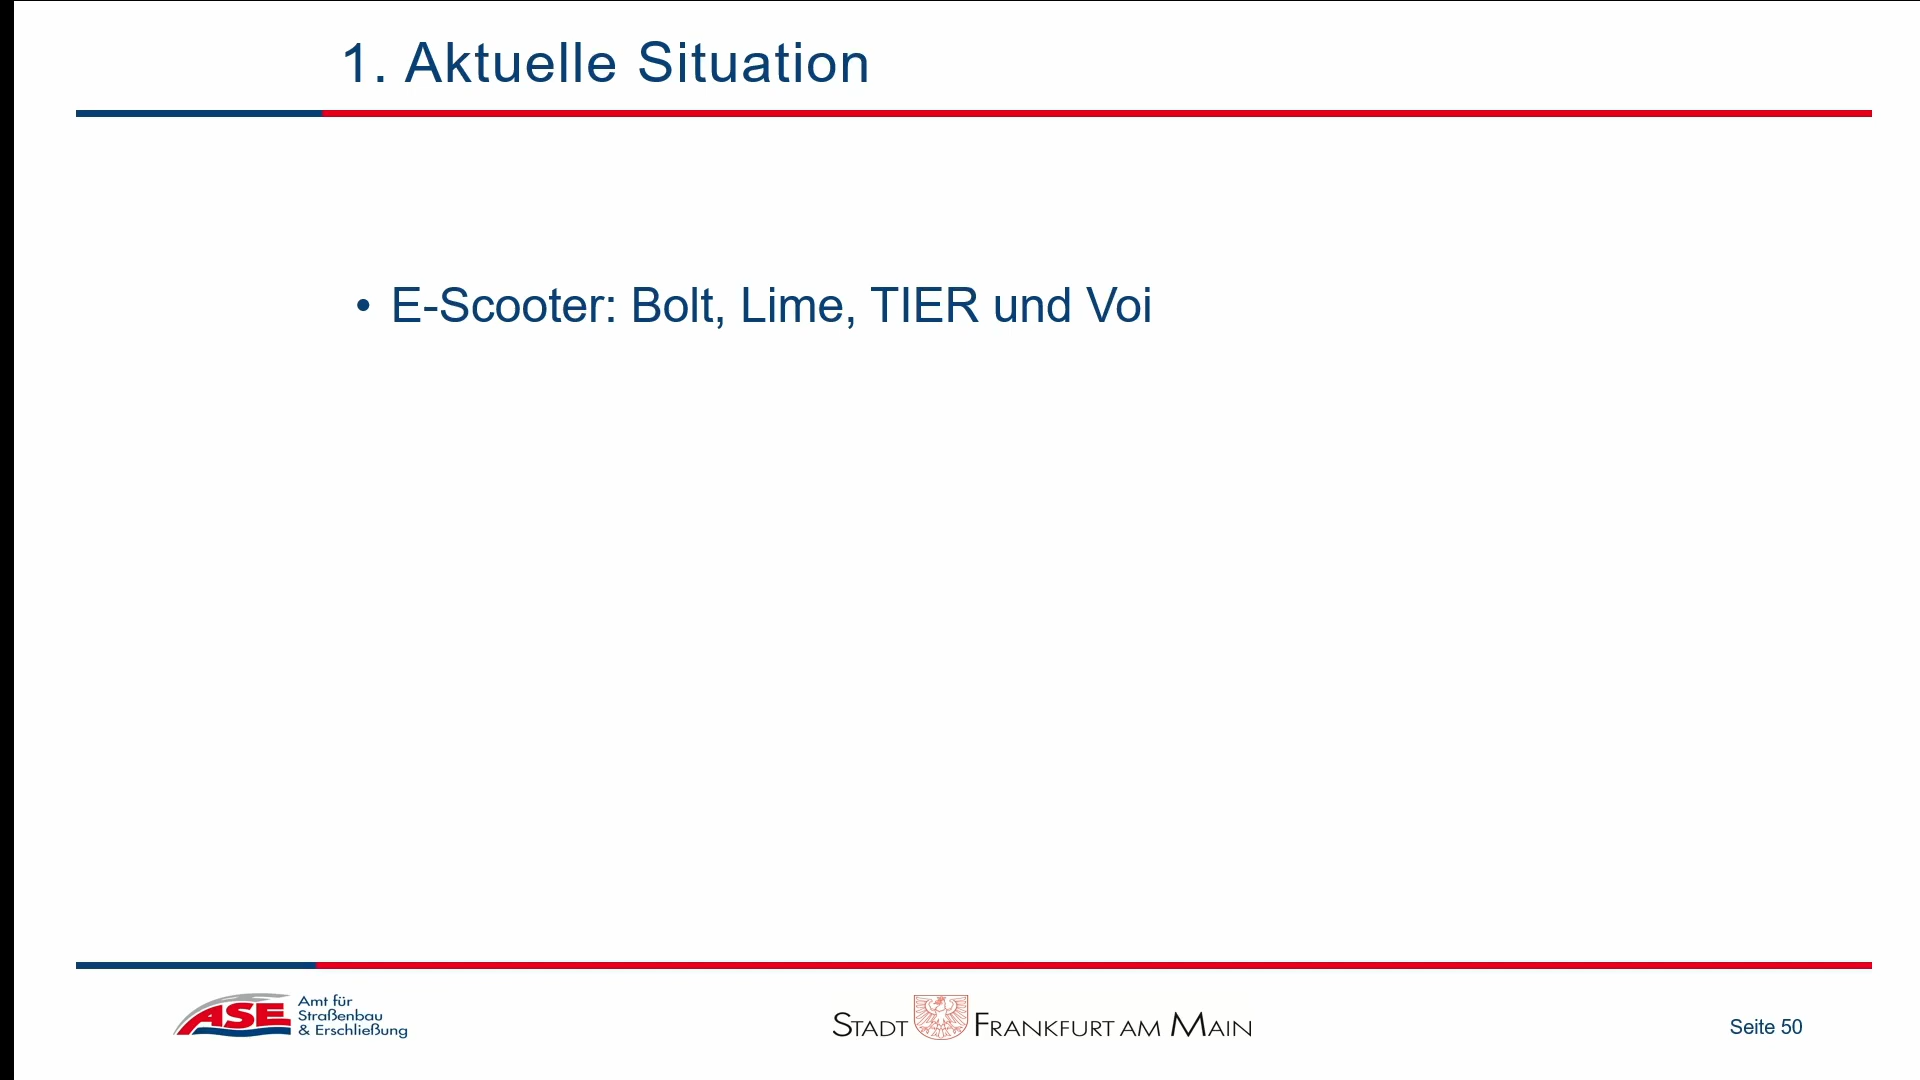 1. Aktuelle Situation
• E-Scooter: Bolt, Lime, TIER und Voi
ASE
Amt für
Straßenbau
& Erschließung
STADT FRANKFURT AM MAIN
Seite 50